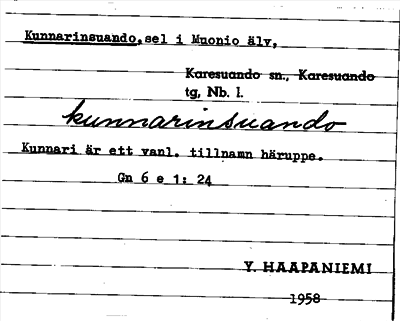 Kunnarinsuando, sel i Muonio älv,
Karesuando sn., Karesuando
tg, Nb. l.
kunnarinsuando
Kunnari är ett vanl. tillnamn häruppe.
Gn 6 e 1: 24
Y. HAAPANIEMI
1958